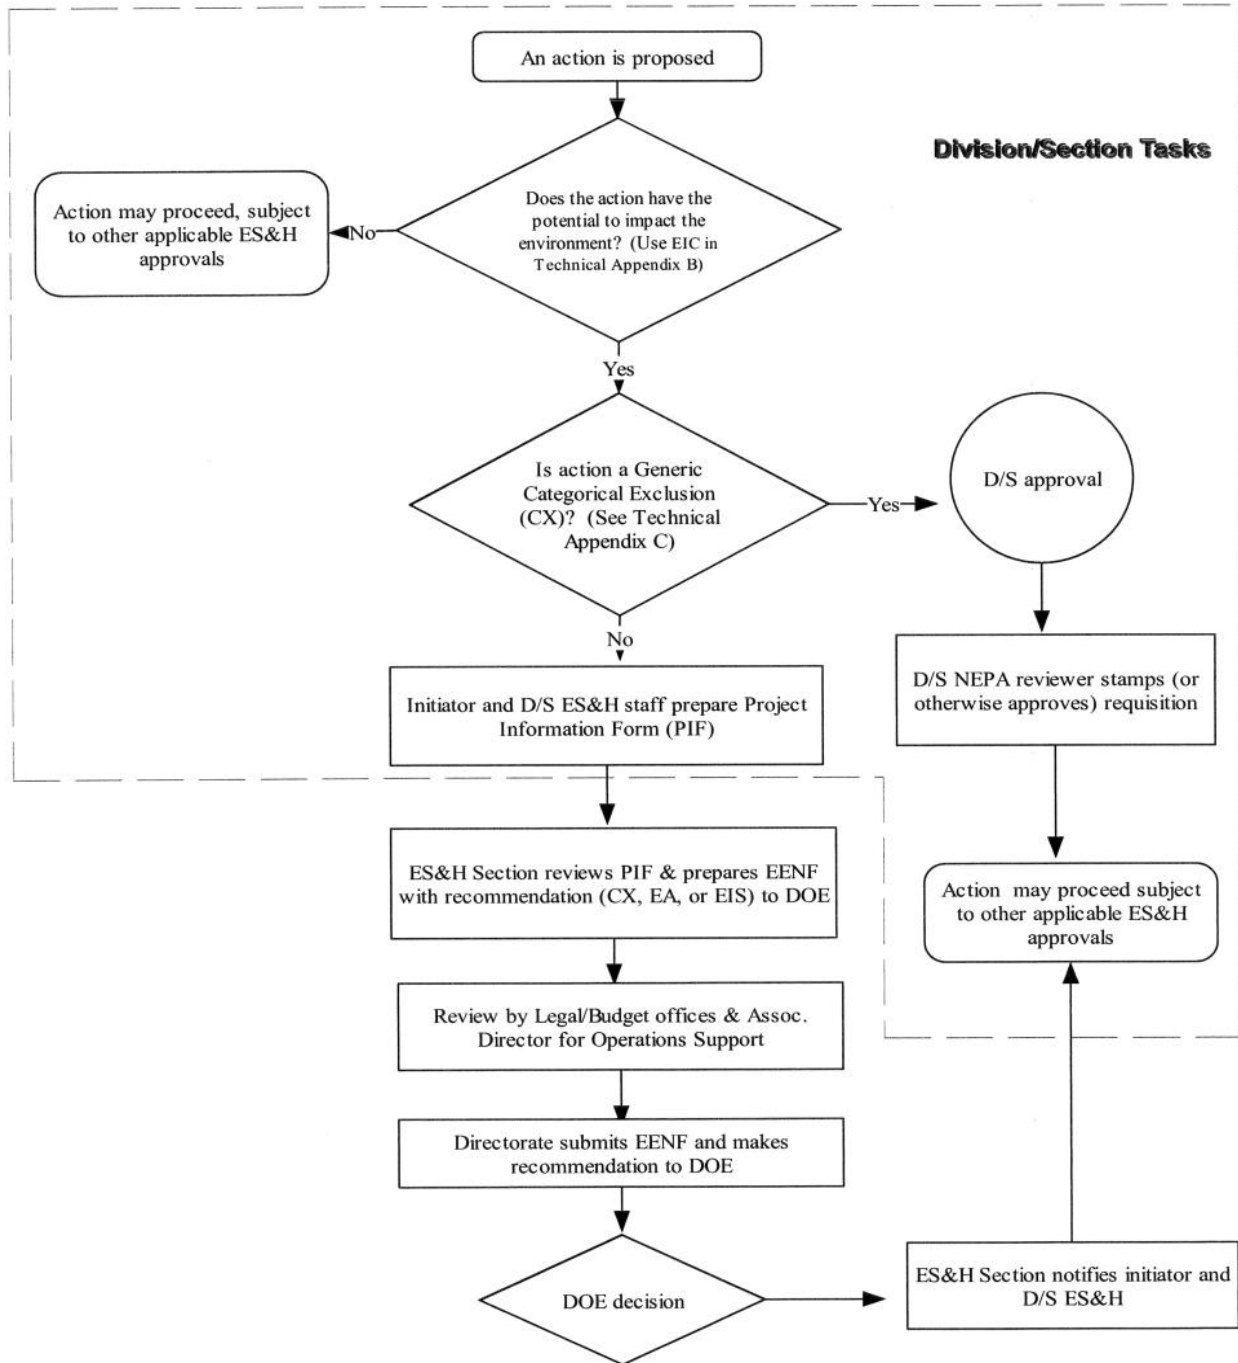 An action is proposed
Division/Section Tasks
Does the action have the
potential to impact the
environment? (Use EIC in
Technical Appendix B)
No
Action may proceed, subject
to other applicable ES&H
approvals
Yes
Is action a Generic
Categorical Exclusion
(CX)? (See Technical
Appendix C)
Yes
D/S approval
No
D/S NEPA reviewer stamps (or
otherwise approves) requisition
Initiator and D/S ES&H staff prepare Project
Information Form (PIF)
ES&H Section reviews PIF & prepares EENF
with recommendation (CX, EA, or EIS) to DOE
Action may proceed subject
to other applicable ES&H
approvals
Review by Legal/Budget offices & Assoc.
Director for Operations Support
Directorate submits EENF and makes
recommendation to DOE
DOE decision
ES&H Section notifies initiator and
D/S ES&H